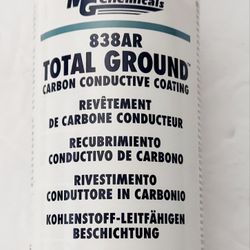 MG Chemicals
838AR
TOTAL GROUND™
CARBON CONDUCTIVE COATING
REVÊTEMENT
DE CARBONE CONDUCTEUR
RECUBRIMIENTO
CONDUCTIVO DE CARBONO
RIVESTIMENTO
CONDUTTORE IN CARBONIO
KOHLENSTOFF-LEITFÄHIGEN
BESCHICHTUNG